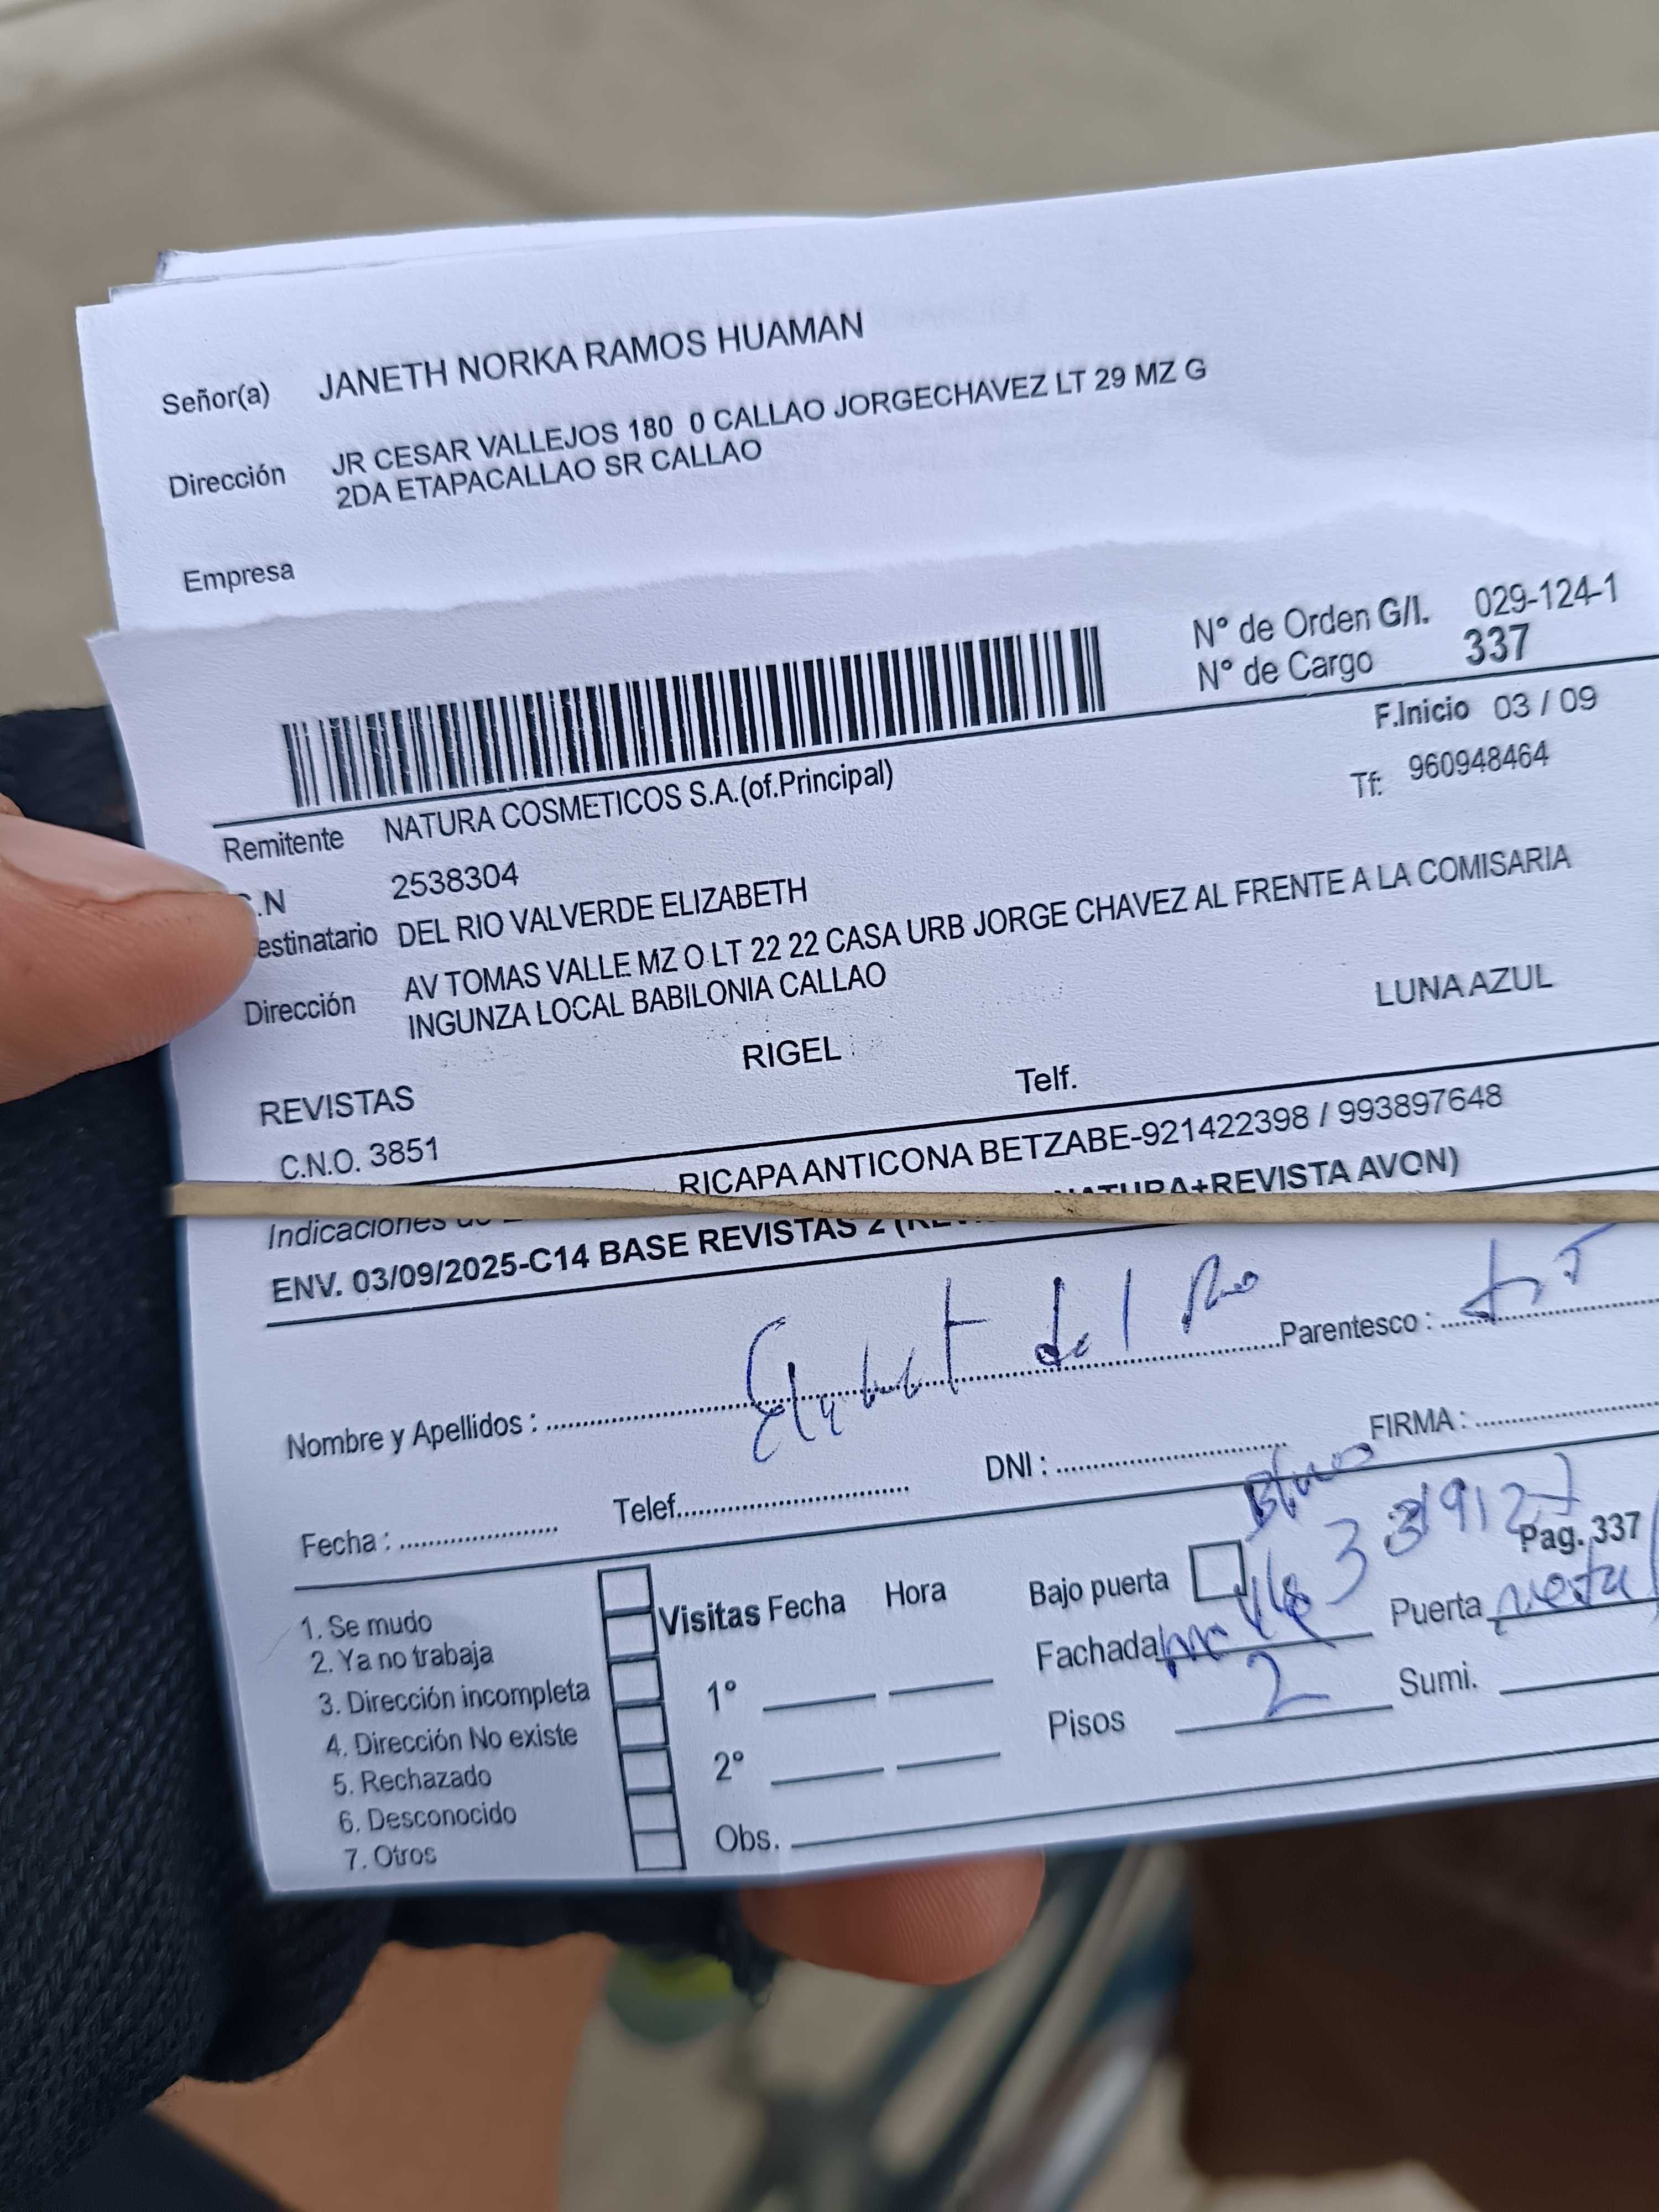 Señor(a) JANETH NORKA RAMOS HUAMAN
Dirección JR CESAR VALLEJOS 180 0 CALLAO JORGECHAVEZ LT 29 MZ G
2DA ETAPACALLAO SR CALLAO
Empresa
N° de Orden G/I. 029-124-1
N° de Cargo 337
F.Inicio 03 / 09
Remitente NATURA COSMETICOS S.A.(of.Principal) Tf: 960948464
.N 2538304
estinatario DEL RIO VALVERDE ELIZABETH
Dirección AV TOMAS VALLE MZ O LT 22 22 CASA URB JORGE CHAVEZ AL FRENTE A LA COMISARIA
INGUNZA LOCAL BABILONIA CALLAO
REVISTAS RIGEL LUNA AZUL
C.N.O. 3851 Telf.
RICAPA ANTICONA BETZABE-921422398 / 993897648
Indicaciones
ENV. 03/09/2025-C14 BASE REVISTAS 2 ( NATURA+REVISTA AVON)
Nombre y Apellidos : del Rio Parentesco :
Fecha : Telef. DNI : FIRMA :
Pag. 337
1. Se mudo
2. Ya no trabaja
3. Dirección incompleta
4. Dirección No existe
5. Rechazado
6. Desconocido
7. Otros
Visitas Fecha Hora
1°
2°
Obs.
Bajo puerta
Fachada Puerta
Pisos 2 Sumi.